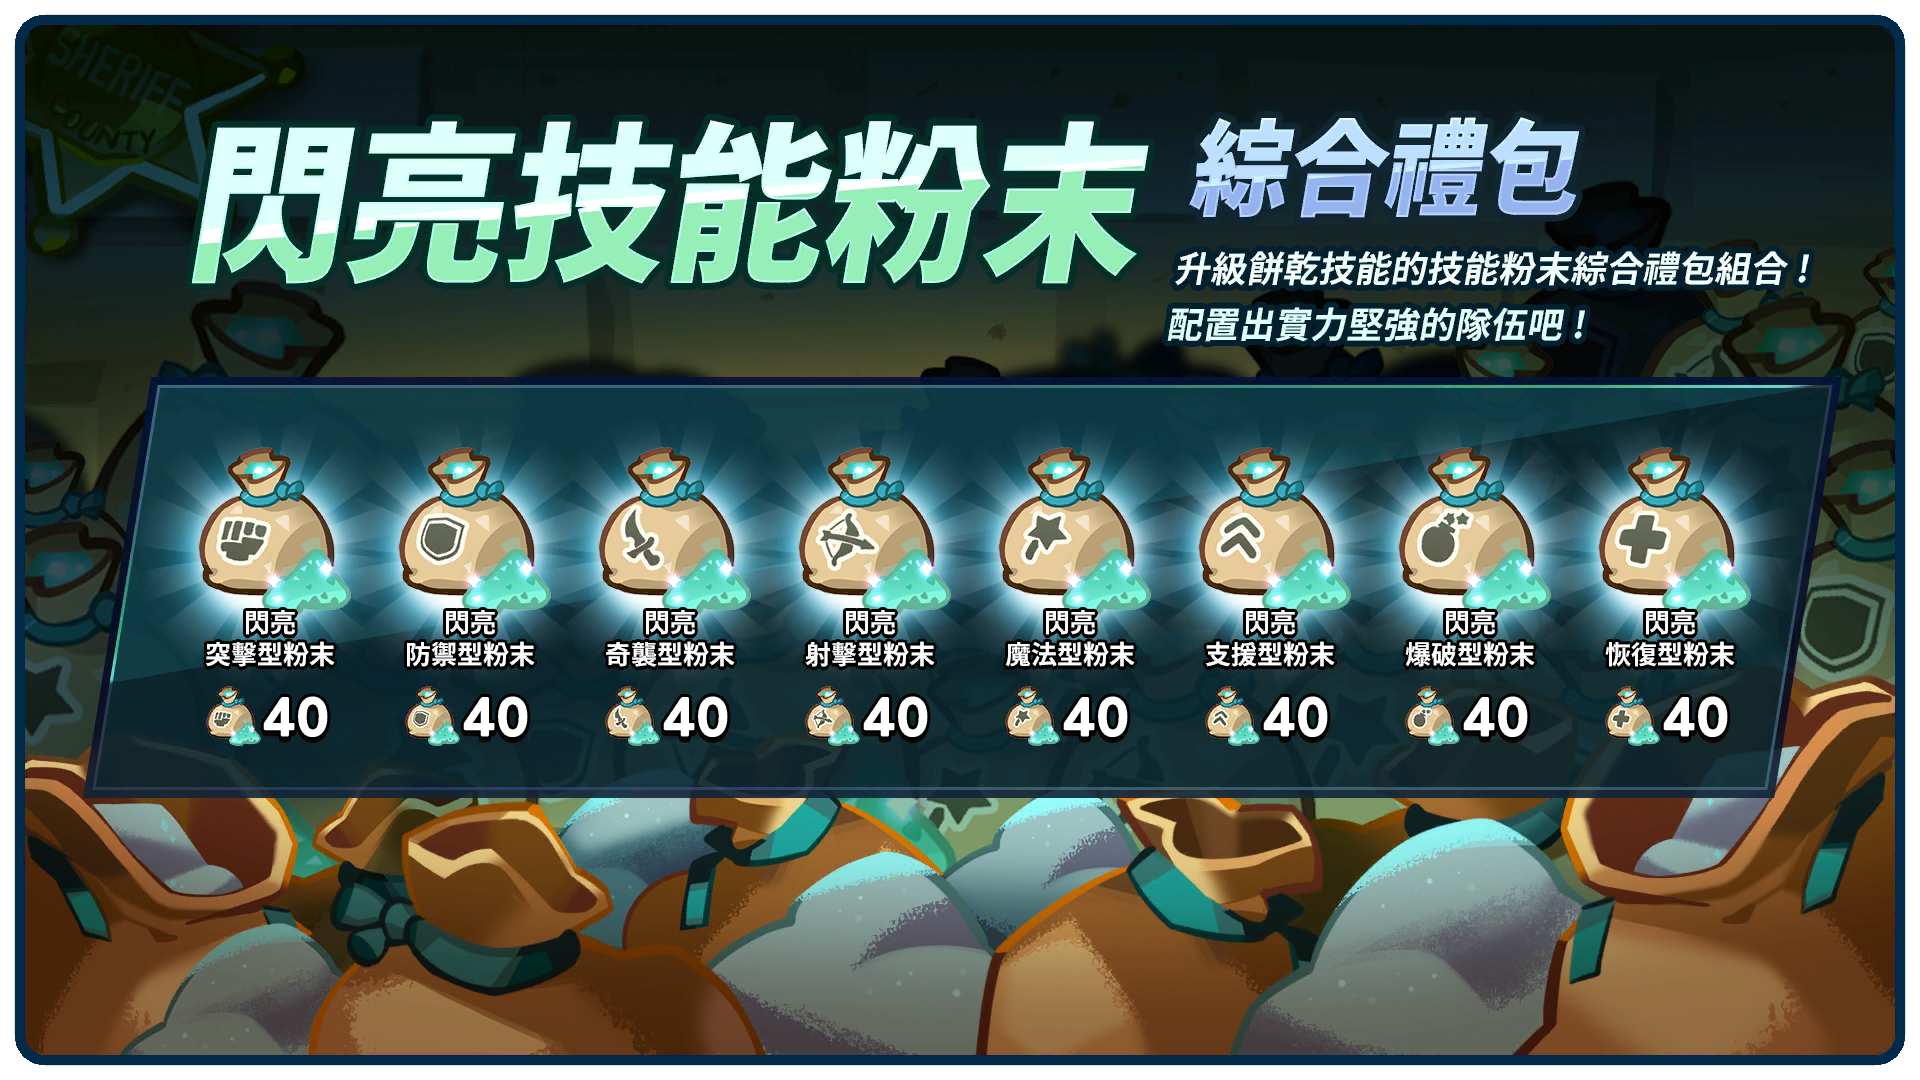 SHERIFF
COUNTY
閃亮技能粉末 綜合禮包
升級餅乾技能的技能粉末綜合禮包組合！
配置出實力堅強的隊伍吧！
閃亮
突擊型粉末
40
閃亮
防禦型粉末
40
閃亮
奇襲型粉末
40
閃亮
射擊型粉末
40
閃亮
魔法型粉末
40
閃亮
支援型粉末
40
閃亮
爆破型粉末
40
閃亮
恢復型粉末
40